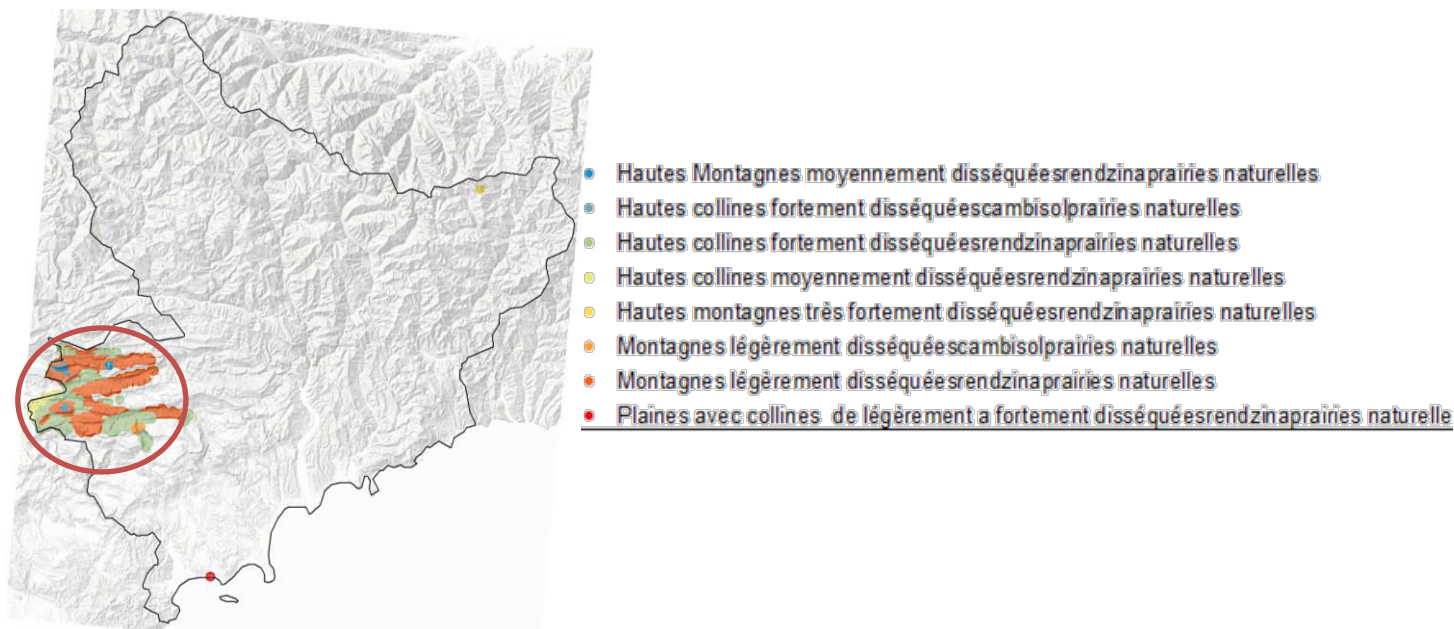 Hautes Montagnes moyennement disséquéesrendzinaprairies naturelles
Hautes collines fortement disséquéescambisolprairies naturelles
Hautes collines fortement disséquéesrendzinaprairies naturelles
Hautes collines moyennement disséquéesrendzinaprairies naturelles
Hautes montagnes très fortement disséquéesrendzinaprairies naturelles
Montagnes légèrement disséquéescambisolprairies naturelles
Montagnes légèrement disséquéesrendzinaprairies naturelles
Plaines avec collines de légèrement a fortement disséquéesrendzinaprairies naturelle